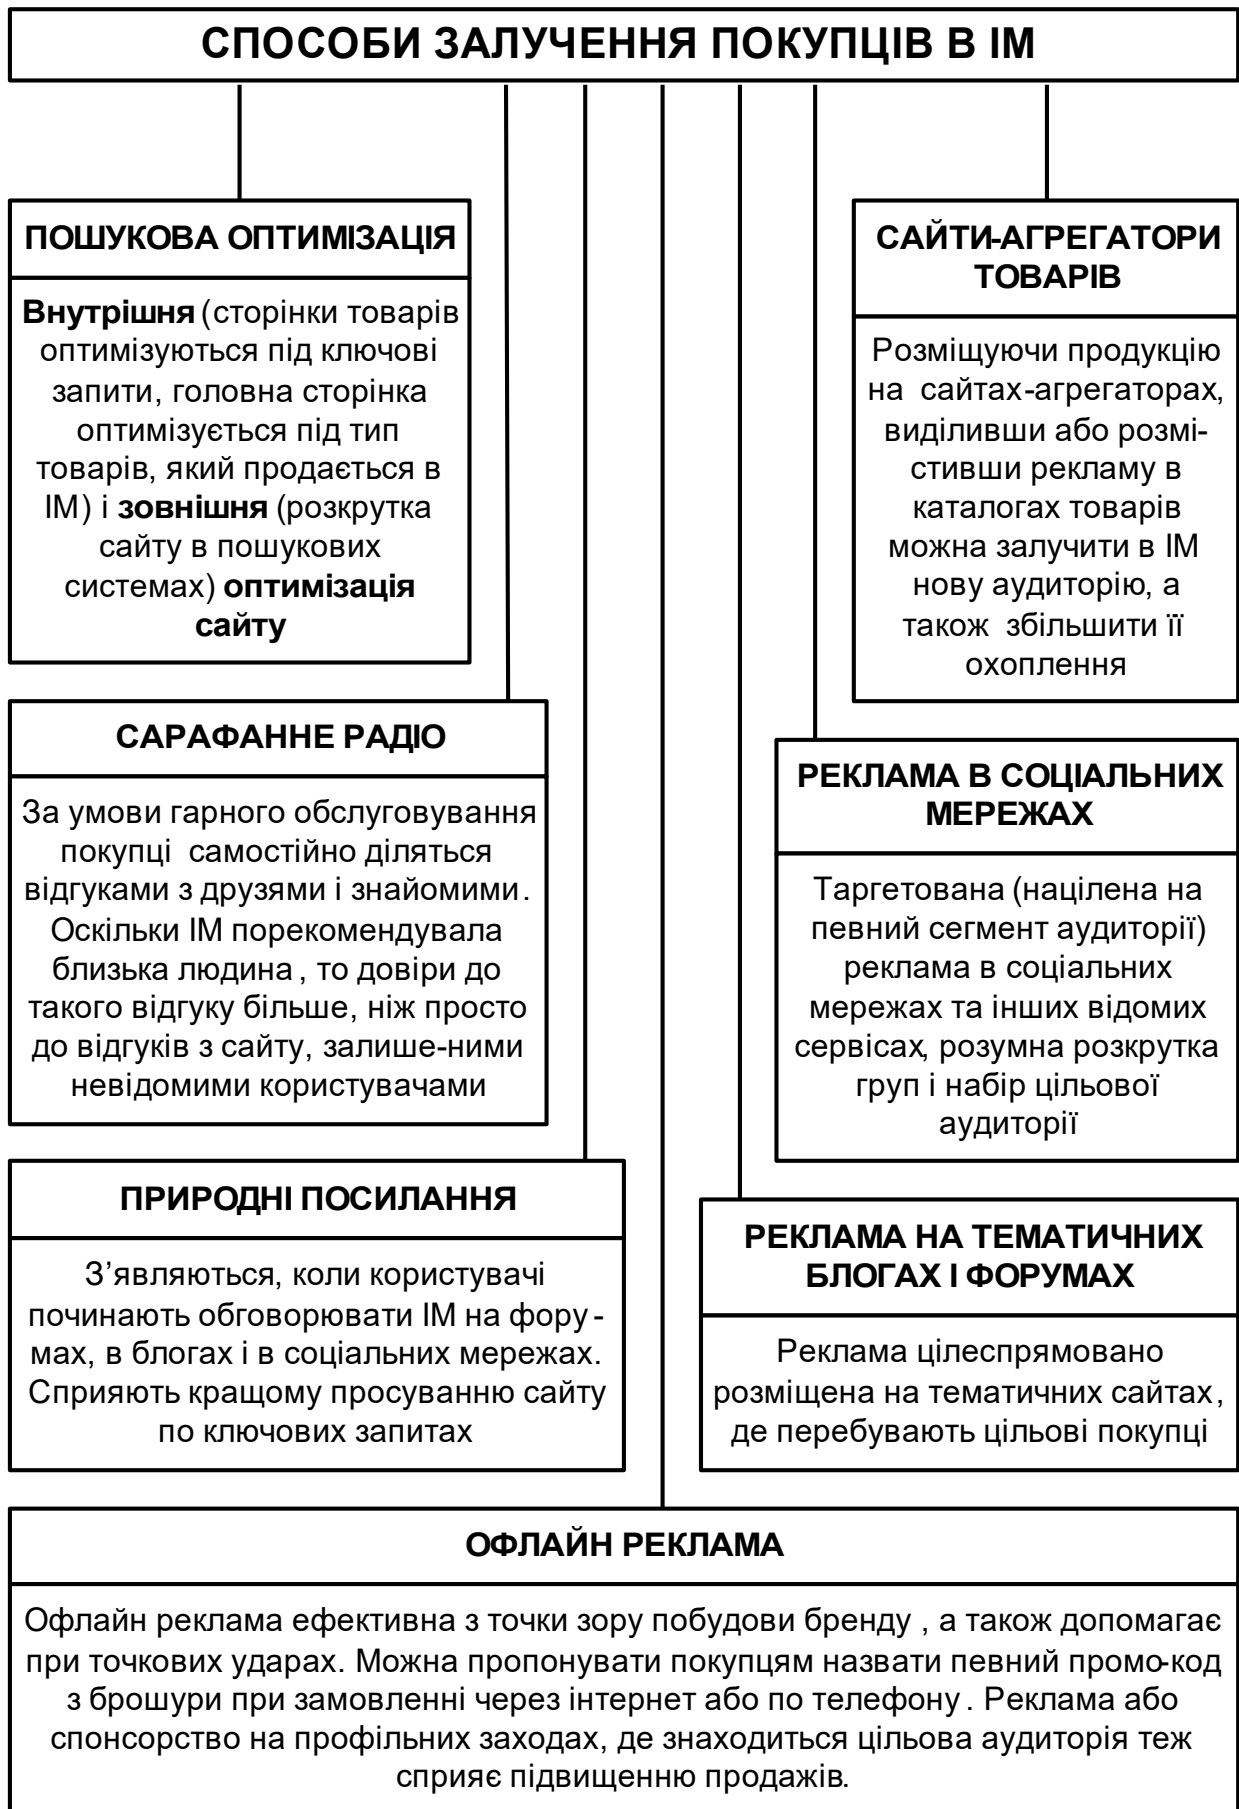 СПОСОБИ ЗАЛУЧЕННЯ ПОКУПЦІВ В ІМ
ПОШУКОВА ОПТИМІЗАЦІЯ
Внутрішня (сторінки товарів
оптимізуються під ключові
запити, головна сторінка
оптимізується під тип
товарів, який продається в
ІМ) і зовнішня (розкрутка
сайту в пошукових
системах) оптимізація
сайту
САЙТИ-АГРЕГАТОРИ
ТОВАРІВ
Розміщуючи продукцію
на сайтах-агрегаторах,
виділивши або розмі-
стивши рекламу в
каталогах товарів
можна залучити в ІМ
нову аудиторію, а
також збільшити її
охоплення
САРАФАННЕ РАДІО
За умови гарного обслуговування
покупці самостійно діляться
відгуками з друзями і знайомими.
Оскільки ІМ порекомендувала
близька людина, то довіри до
такого відгуку більше, ніж просто
до відгуків з сайту, залише-ними
невідомими користувачами
РЕКЛАМА В СОЦІАЛЬНИХ
МЕРЕЖАХ
Таргетована (націлена на
певний сегмент аудиторії)
реклама в соціальних
мережах та інших відомих
сервісах, розумна розкрутка
груп і набір цільової
аудиторії
ПРИРОДНІ ПОСИЛАННЯ
З’являються, коли користувачі
починають обговорювати ІМ на фору-
мах, в блогах і в соціальних мережах.
Сприяють кращому просуванню сайту
по ключових запитах
РЕКЛАМА НА ТЕМАТИЧНИХ
БЛОГАХ І ФОРУМАХ
Реклама цілеспрямовано
розміщена на тематичних сайтах,
де перебувають цільові покупці
ОФЛАЙН РЕКЛАМА
Офлайн реклама ефективна з точки зору побудови бренду, а також допомагає
при точкових ударах. Можна пропонувати покупцям назвати певний промо-код
з брошури при замовленні через інтернет або по телефону. Реклама або
спонсорство на профільних заходах, де знаходиться цільова аудиторія теж
сприяє підвищенню продажів.